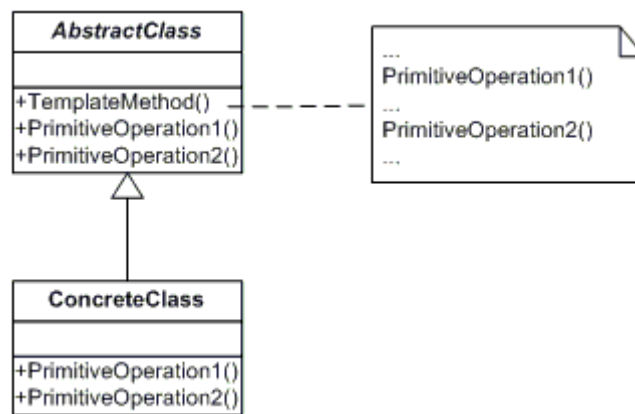 AbstractClass
+TemplateMethod()
+PrimitiveOperation1()
+PrimitiveOperation2()
...
PrimitiveOperation1()
...
PrimitiveOperation2()
...
ConcreteClass
+PrimitiveOperation1()
+PrimitiveOperation2()